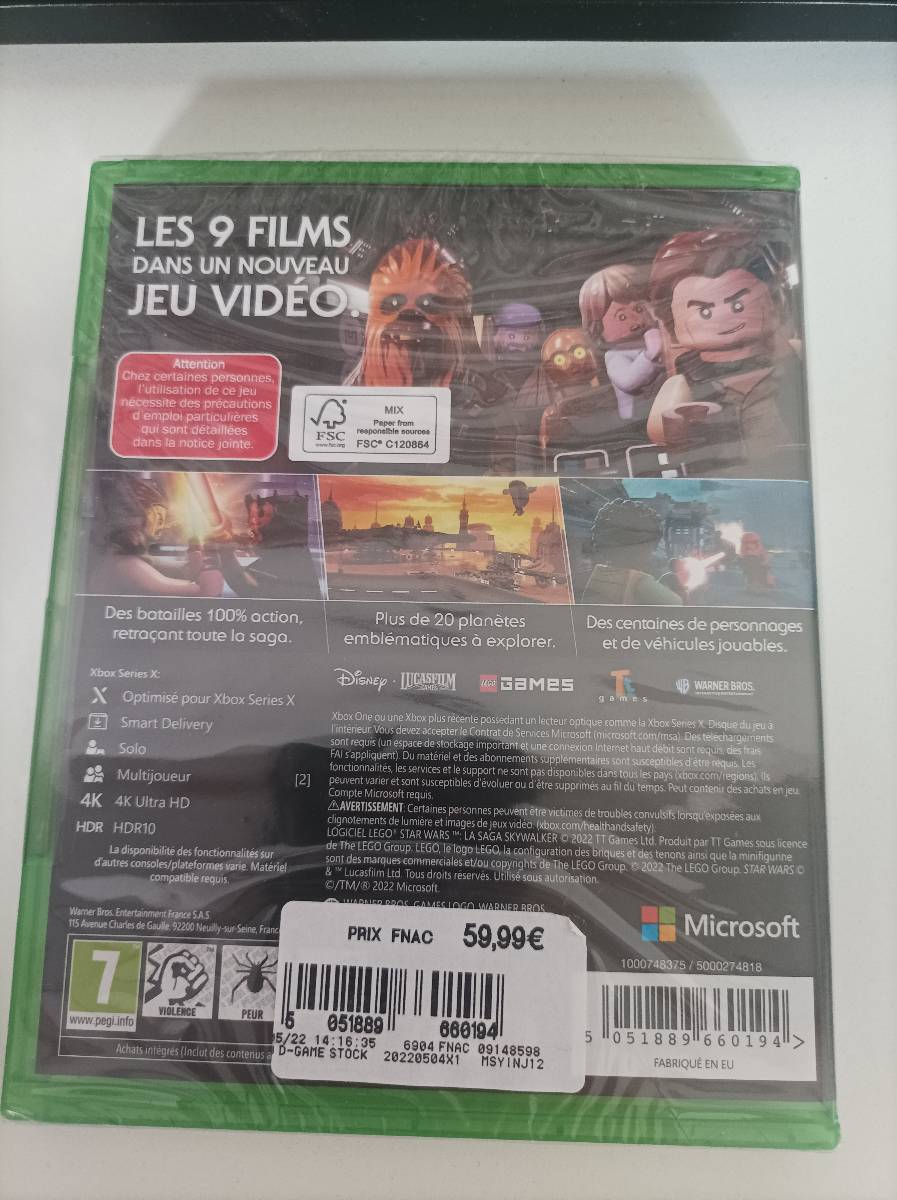 LES 9 FILMS
DANS UN NOUVEAU
JEU VIDÉO.
Attention
Chez certaines personnes,
l'utilisation de ce jeu
nécessite des précautions
d'emploi particulières
qui sont détaillées
dans la notice jointe.
FSC
www.fsc.org
MIX
Paper from
responsible sources
FSC® C120864
Des batailles 100% action,
retraçant toute la saga.
Plus de 20 planètes
emblématiques à explorer.
Des centaines de personnages
et de véhicules jouables.
Xbox Series X:
X Optimisé pour Xbox Series X
Smart Delivery
Solo
Multijoueur [2]
4K 4K Ultra HD
HDR HDR10
La disponibilité des fonctionnalités sur
d'autres consoles/plateformes varie. Matériel
compatible requis.
Disney · LUCASFILM GAMES
LEGO GAMES
TT games
WB WARNER BROS.
Xbox One ou une Xbox plus récente possédant un lecteur optique comme la Xbox Series X. Disque du jeu à
l'intérieur. Vous devez accepter le Contrat de Services Microsoft (microsoft.com/msa). Des téléchargements
sont requis (un espace de stockage important et une connexion Internet haut débit sont requis, des frais
FAI s'appliquent). Du matériel et des abonnements supplémentaires sont susceptibles d'être requis. Les
fonctionnalités, les services et le support ne sont pas disponibles dans tous les pays (xbox.com/regions). Ils
peuvent varier et sont susceptibles d'évoluer ou d'être supprimés au fil du temps. Peut contenir des achats en jeu.
Compte Microsoft requis.
⚠AVERTISSEMENT: Certaines personnes peuvent être victimes de troubles convulsifs lorsqu'exposées aux
clignotements de lumière et images de jeux vidéo. (xbox.com/healthandsafety)
LOGICIEL LEGO® STAR WARS ™: LA SAGA SKYWALKER © 2022 TT Games Ltd. Produit par TT Games sous licence
de The LEGO Group. LEGO, le logo LEGO, la configuration des briques et des tenons ainsi que la minifigurine
sont des marques commerciales et/ou copyrights de The LEGO Group. © 2022 The LEGO Group. STAR WARS ©
& ™ Lucasfilm Ltd. Tous droits réservés. Utilisé sous autorisation.
©/TM/® 2022 Microsoft.
WARNER BROS. GAMES LOGO, WARNER BROS.
Warner Bros. Entertainment France S.A.S
115 Avenue Charles de Gaulle. 92200 Neuilly-sur-Seine, Franc
7
www.pegi.info
VIOLENCE
PEUR
Achats intégrés (Inclut des contenus a
PRIX FNAC 59,99€
5 051889 660194
05/22 14:16:35 6904 FNAC 09148598
D-GAME STOCK 20220504X1 MSYINJ12
Microsoft
1000748375 / 5000274818
5 051889 660194 >
FABRIQUÉ EN EU